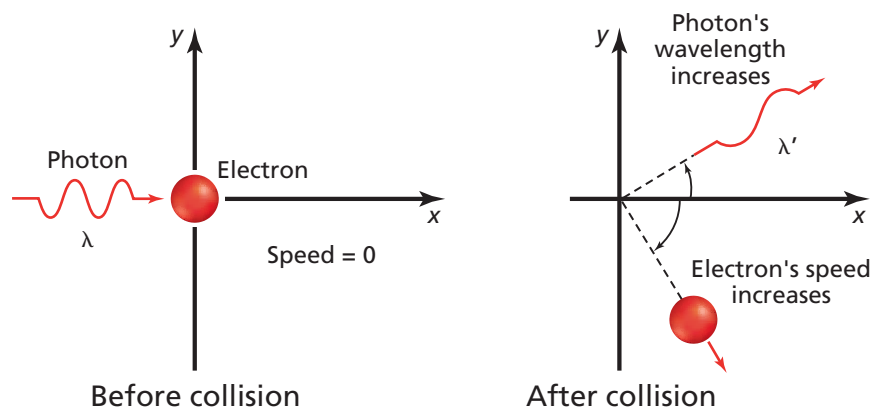 y
Photon
Electron
λ
x
Speed = 0
Before collision
y
Photon's
wavelength
increases
λ'
x
Electron's speed
increases
After collision